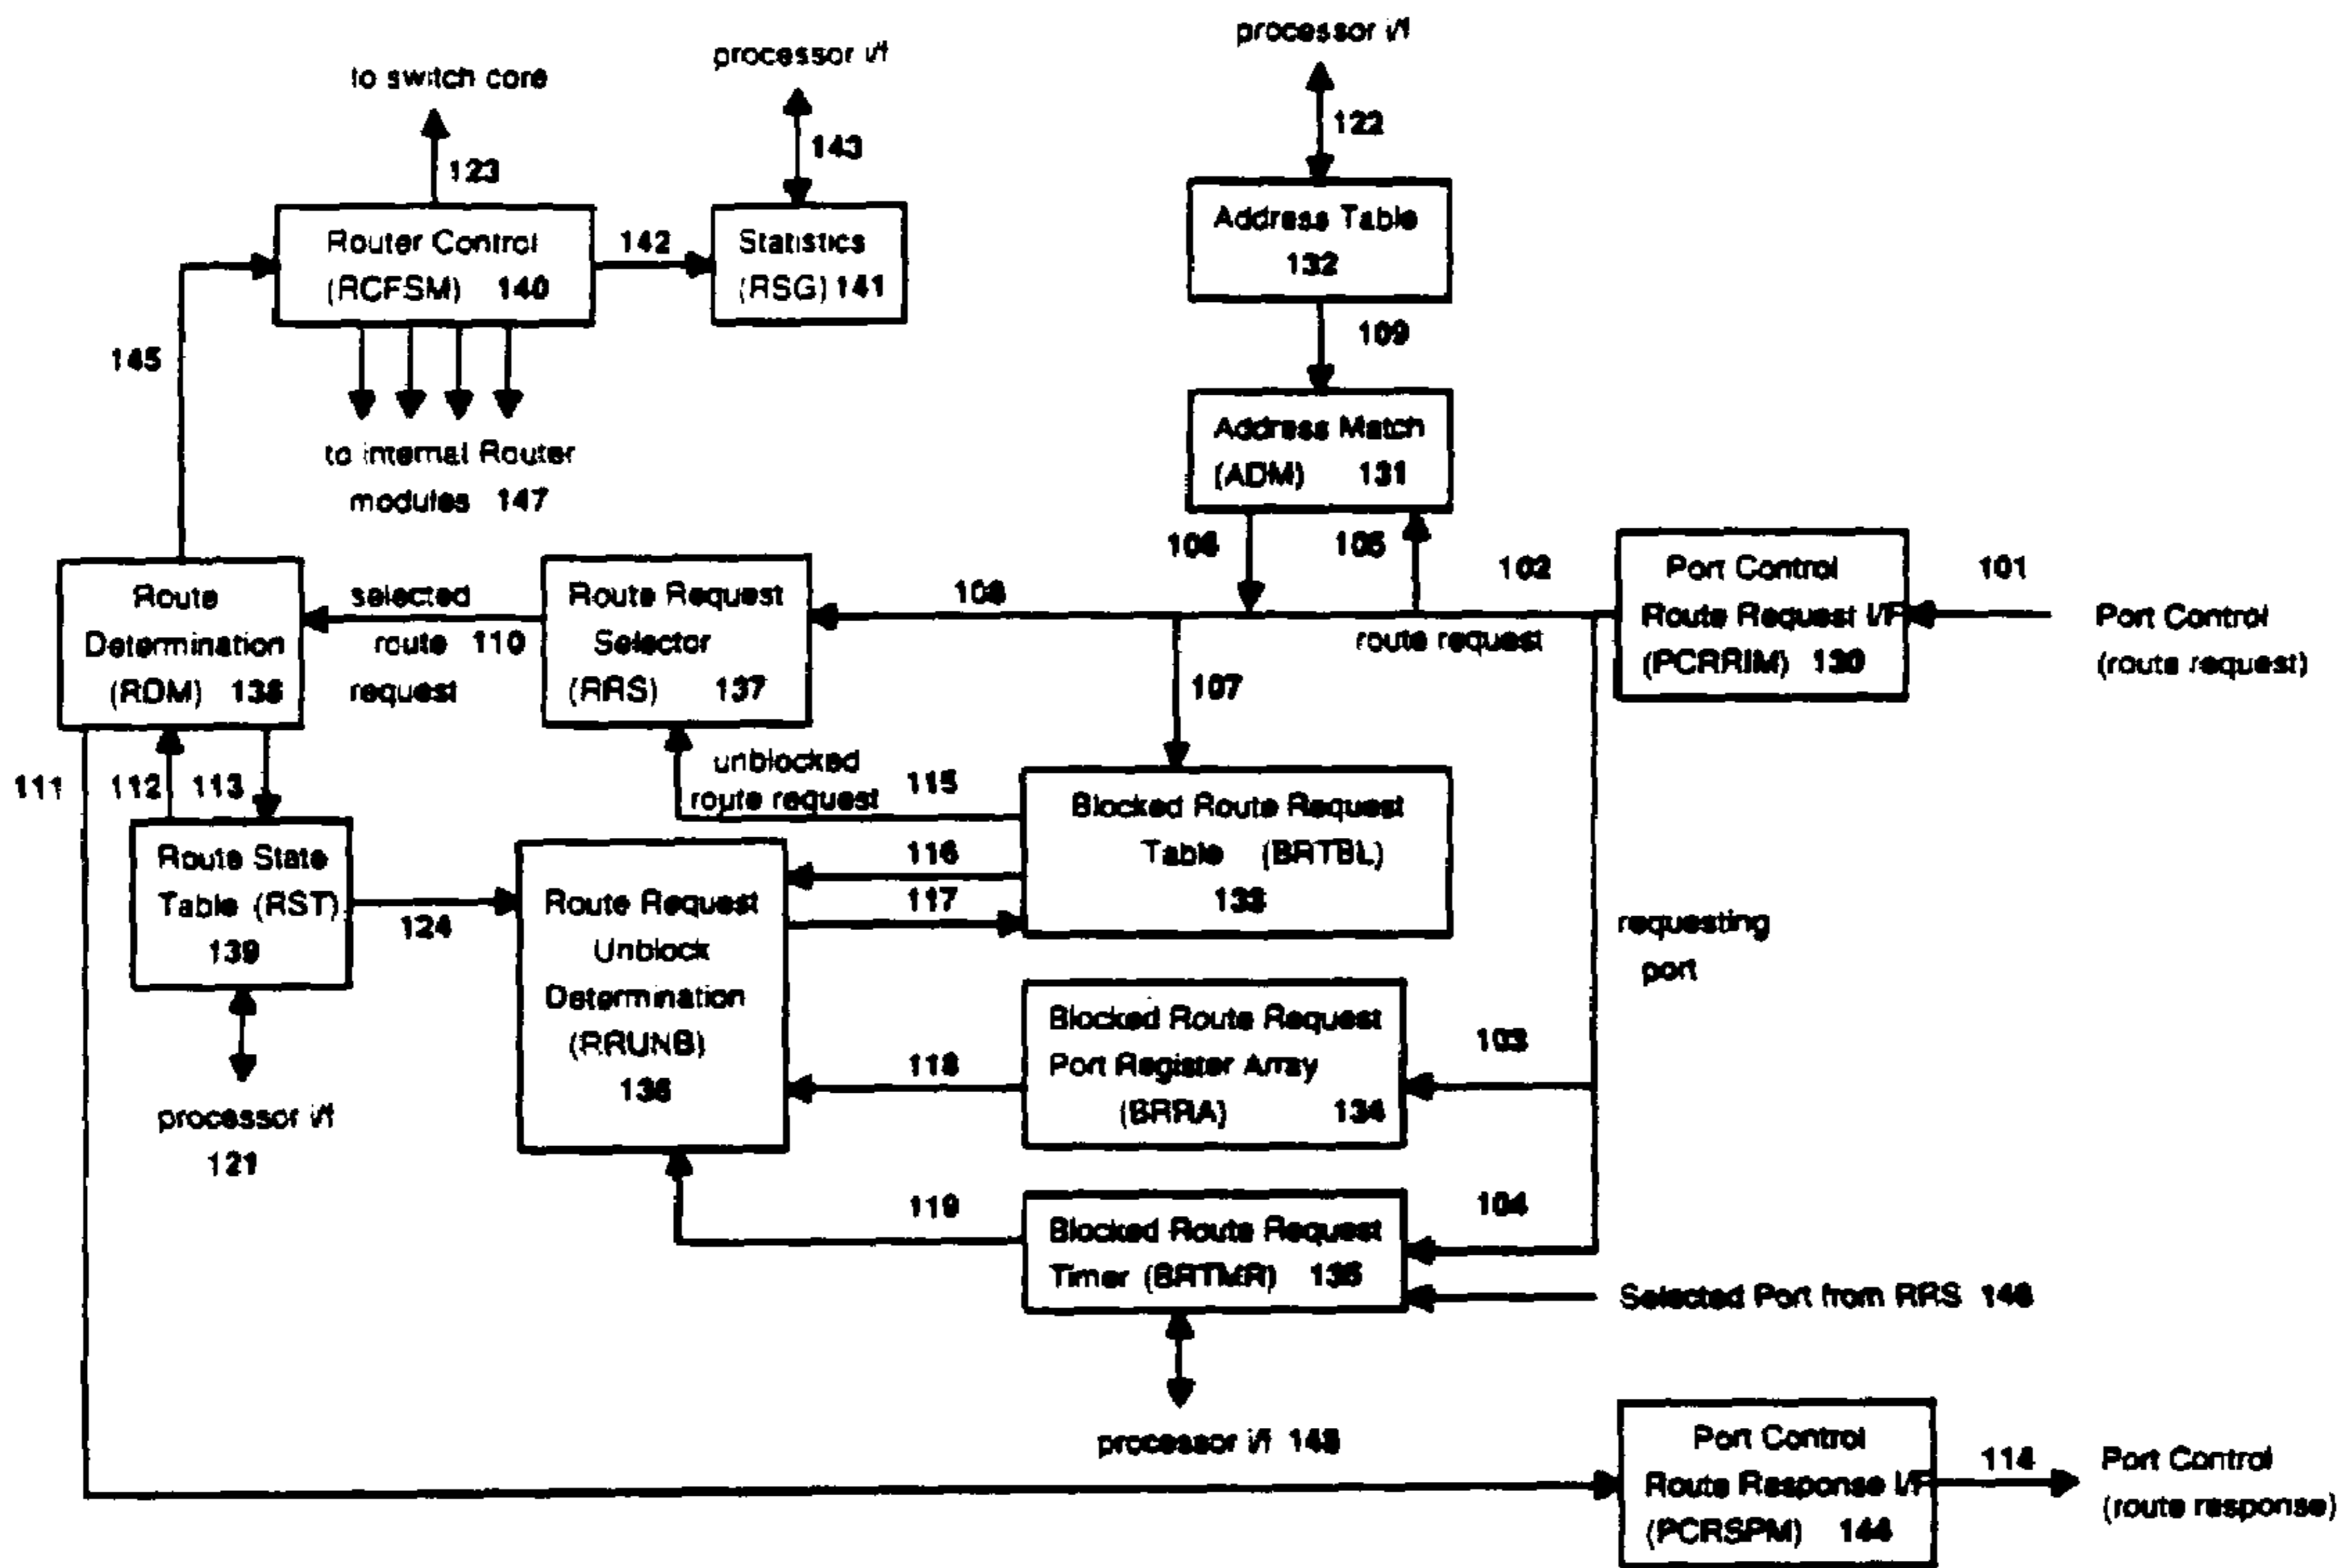 processor i/f
to switch core
processor i/f
122
143
123
Address Table
132
Router Control
(RCFSM) 140
142
Statistics
(RSG) 141
109
145
Address Match
(ADM) 131
to internal Router
modules 147
106
105
102
Port Control
Route Request I/F
(PCRRIM) 130
101
Port Control
(route request)
Route
Determination
(RDM) 138
selected
route 110
request
Route Request
Selector
(RRS) 137
108
route request
107
111
112
113
unblocked
route request
115
Blocked Route Request
Table (BRTBL)
133
Route State
Table (RST)
139
124
Route Request
Unblock
Determination
(RRUNB)
136
116
117
requesting
port
Blocked Route Request
Port Register Array
(BRRA) 134
103
118
processor i/f
121
119
Blocked Route Request
Timer (BRTMR) 135
104
Selected Port from RRS 146
processor i/f 148
Port Control
Route Response I/F
(PCRSPM) 144
114
Port Control
(route response)